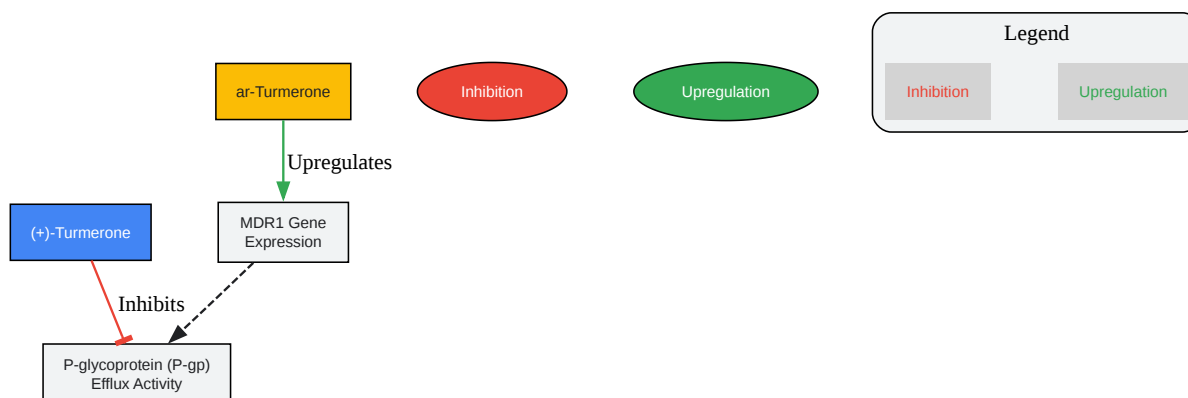 Legend
ar-Turmerone
Inhibition
Upregulation
Inhibition
Upregulation
Upregulates
(+)-Turmerone
MDR1 Gene
Expression
Inhibits
P-glycoprotein (P-gp)
Efflux Activity